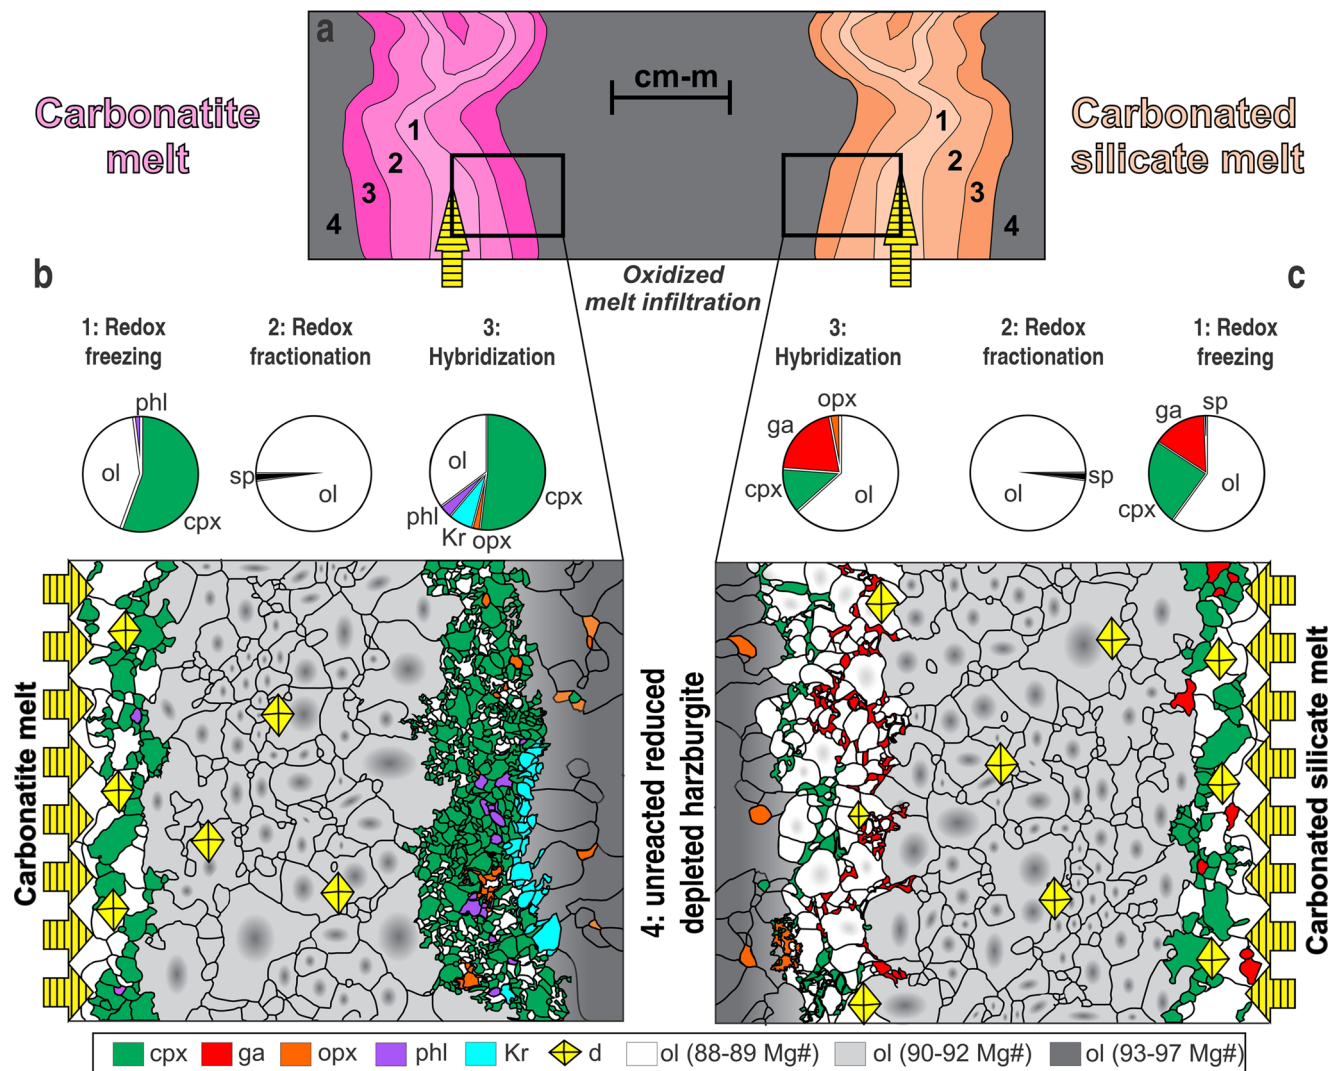 a
cm-m
Carbonatite
melt
Carbonated
silicate melt
1
2
3
4
1
2
3
4
Oxidized
melt infiltration
b
c
1: Redox
freezing
2: Redox
fractionation
3:
Hybridization
3:
Hybridization
2: Redox
fractionation
1: Redox
freezing
phl
ol
cpx
sp
ol
ol
phl
Kr
opx
cpx
opx
ga
cpx
ol
ol
sp
ga
sp
cpx
ol
Carbonatite melt
4: unreacted reduced
depleted harzburgite
Carbonated silicate melt
cpx
ga
opx
phl
Kr
d
ol (88-89 Mg#)
ol (90-92 Mg#)
ol (93-97 Mg#)